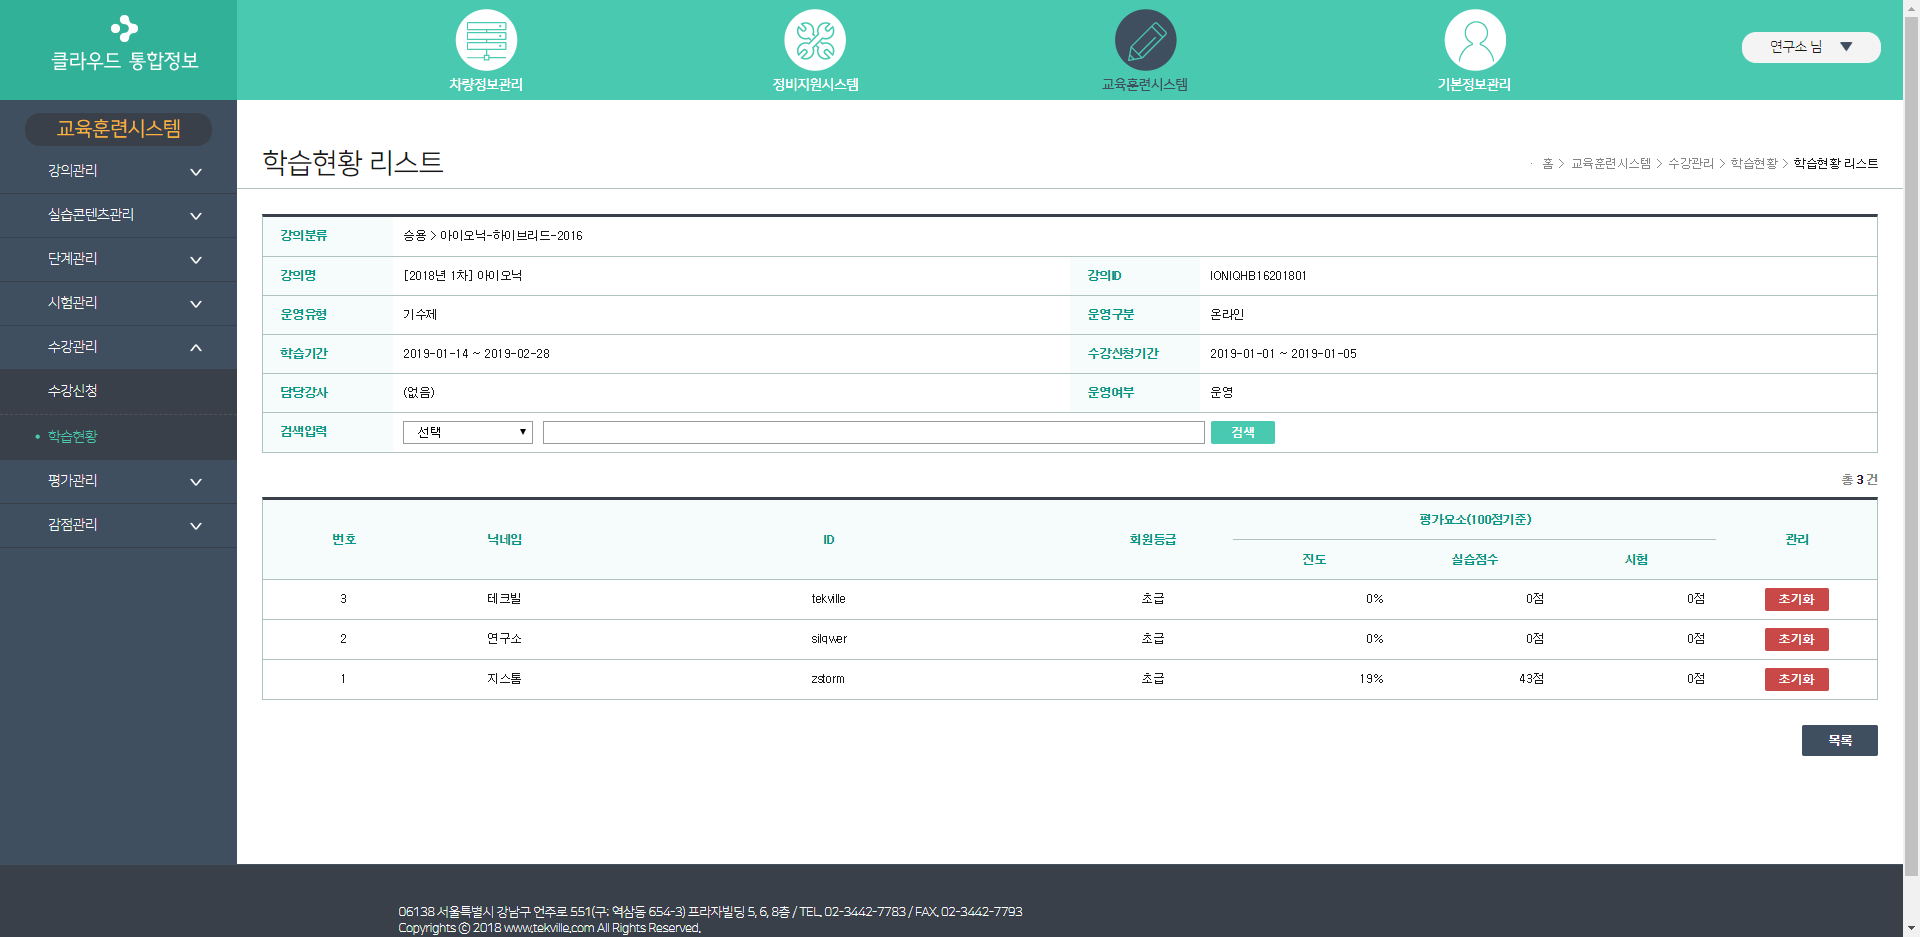 클라우드 통합정보
차량정보관리
정비지원시스템
교육훈련시스템
기본정보관리
연구소 님 ▼
교육훈련시스템
강의관리
실습콘텐츠관리
단계관리
시험관리
수강관리
수강신청
• 학습현황
평가관리
감점관리
학습현황 리스트
· 홈 > 교육훈련시스템 > 수강관리 > 학습현황 > 학습현황 리스트
강의분류 승용 > 아이오닉-하이브리드-2016
강의명 [2018년 1차] 아이오닉 강의ID IONIQHB16201801
운영유형 기수제 운영구분 온라인
학습기간 2019-01-14 ~ 2019-02-28 수강신청기간 2019-01-01 ~ 2019-01-05
담당강사 (없음) 운영여부 운영
검색입력 선택 ▼ 검색
총 3 건
번호 닉네임 ID 회원등급 평가요소(100점기준) 관리
진도 실습점수 시험
3 테크빌 tekville 초급 0% 0점 0점 초기화
2 연구소 silqwer 초급 0% 0점 0점 초기화
1 지스톰 zstorm 초급 19% 43점 0점 초기화
목록
06138 서울특별시 강남구 언주로 551(구: 역삼동 654-3) 프라자빌딩 5, 6, 8층 / TEL. 02-3442-7783 / FAX. 02-3442-7793
Copyrights ⓒ 2018 www.tekville.com All Rights Reserved.